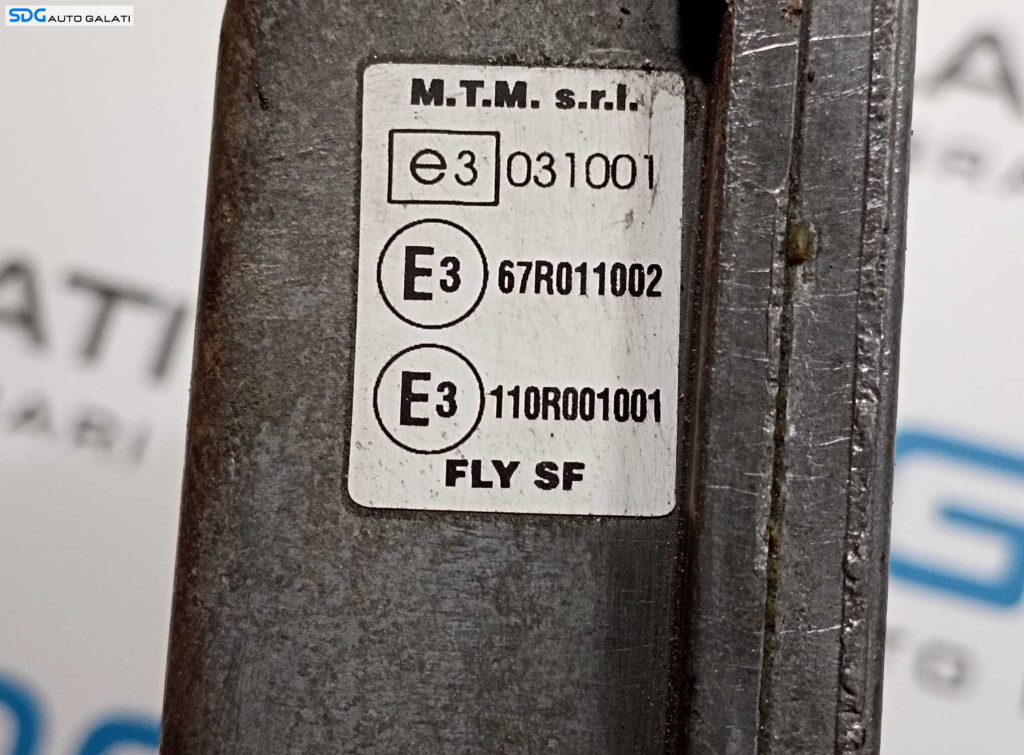 SDG AUTO GALATI
M.T.M. s.r.l.
e3 031001
E3 67R011002
E3 110R001001
FLY SF